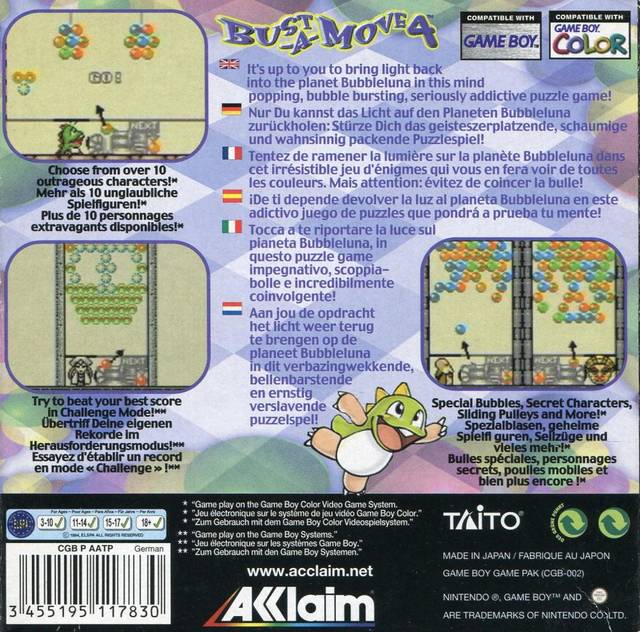 BUST-A-MOVE 4
COMPATIBLE WITH
GAME BOY
COMPATIBLE WITH
GAME BOY
COLOR
GO!
NEXT
It's up to you to bring light back
into the planet Bubbleluna in this mind
popping, bubble bursting, seriously addictive puzzle game!
Nur Du kannst das Licht auf den Planeten Bubbleluna
zurückholen: Stürze Dich das geisteszerplatzende, schaumige
und wahnsinnig packende Puzzlespiel!
Tentez de ramener la lumière sur la planète Bubbleluna dans
cet irrésistible jeu d'énigmes qui vous en fera voir de toutes
les couleurs. Mais attention: évitez de coincer la bulle!
¡De ti depende devolver la luz al planeta Bubbleluna en este
adictivo juego de puzzles que pondrá a prueba tu mente!
Tocca a te riportare la luce sul
pianeta Bubbleluna, in
questo puzzle game
impegnativo, scoppia-
bolle e incredibilmente
coinvolgente!
Aan jou de opdracht
het licht weer terug
te brengen op de
planeet Bubbleluna
in dit verbazingwekkende,
bellenbarstende
en ernstig
verslavende
puzzelspel!
Choose from over 10
outrageous characters!*
Mehr als 10 unglaubliche
Spielfiguren!*
Plus de 10 personnages
extravagants disponibles!*
NEXT
Try to beat your best score
in Challenge Mode!**
Übertriff Deine eigenen
Rekorde im
Herausforderungsmodus!**
Essayez d'établir un record
en mode « Challenge » !**
NEXT
NEXT
Special Bubbles, Secret Characters,
Sliding Pulleys and More!*
Spezialblasen, geheime
Spielfi guren, Seilzüge und
vieles mehr!*
Bulles spéciales, personnages
secrets, poulies mobiles et
bien plus encore !*
3-10 11-14 15-17 18+
© 1994, ELSPA ALL RIGHTS RESERVED
CGB P AATP German
3 455195 117830
* "Game play on the Game Boy Color Video Game System.
* "Jeu électronique sur le système de jeu vidéo Game Boy Color."
* "Zum Gebrauch mit dem Game Boy Color Videospielsystem."
** "Game play on the Game Boy Systems."
** "Jeu électronique sur les systèmes Game Boy."
** "Zum Gebrauch mit den Game Boy Systemen."
www.acclaim.net
AKKlaim
TAITO
DER GRÜNE PUNKT
MADE IN JAPAN / FABRIQUE AU JAPON
GAME BOY GAME PAK (CGB-002)
NINTENDO ®, GAME BOY™ AND
ARE TRADEMARKS OF NINTENDO CO.LTD.